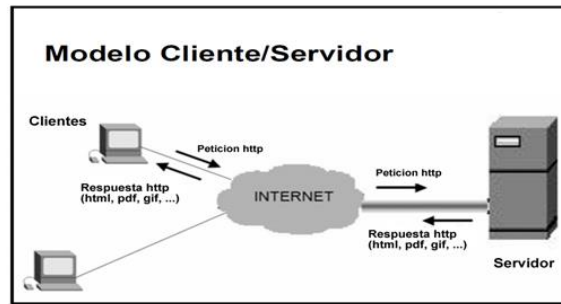 Modelo Cliente/Servidor
Clientes
Peticion http
Respuesta http
(html, pdf, gif, ...)
INTERNET
Peticion http
Respuesta http
(html, pdf, gif, ...)
Servidor